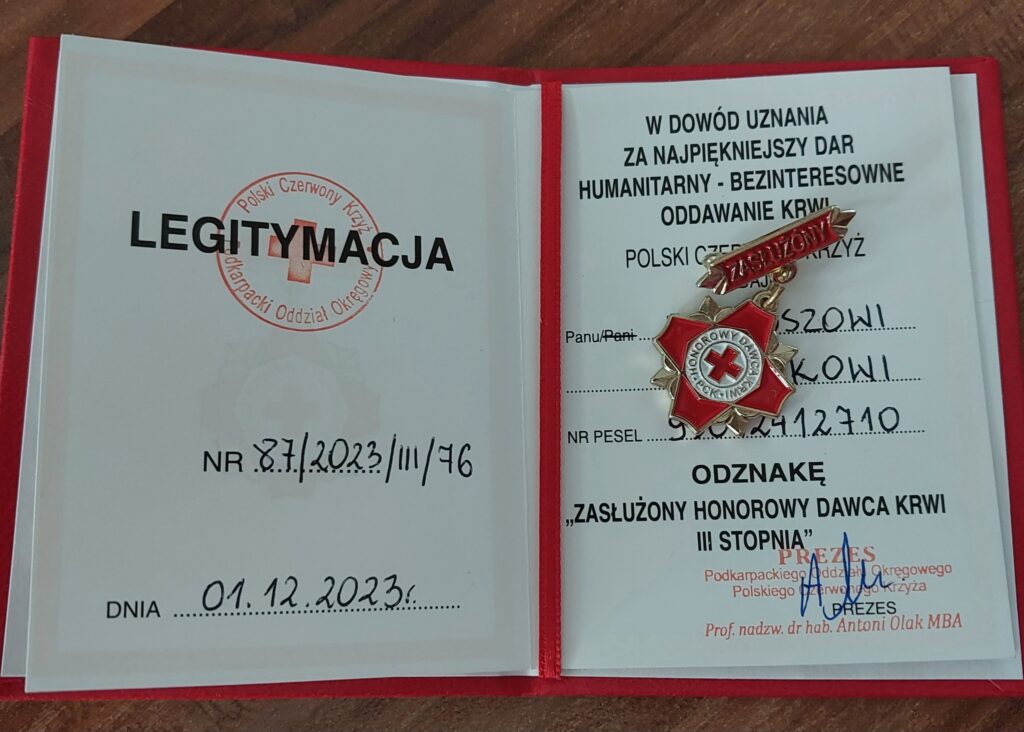 Polski Czerwony Krzyż
Podkarpacki Oddział Okręgowy
LEGITYMACJA
NR 87/2023/III/76
DNIA 01.12.2023r.
W DOWÓD UZNANIA
ZA NAJPIĘKNIEJSZY DAR
HUMANITARNY - BEZINTERESOWNE
ODDAWANIE KRWI
POLSKI KRZYŻ
ZASŁUŻONY
HONOROWY DAWCA KRWI
PCK
Panu/Pani
NR PESEL
ODZNAKĘ
„ZASŁUŻONY HONOROWY DAWCA KRWI
III STOPNIA”
PREZES
Podkarpackiego Oddziału Okręgowego
Polskiego Czerwonego Krzyża
PREZES
Prof. nadzw. dr hab. Antoni Olak MBA